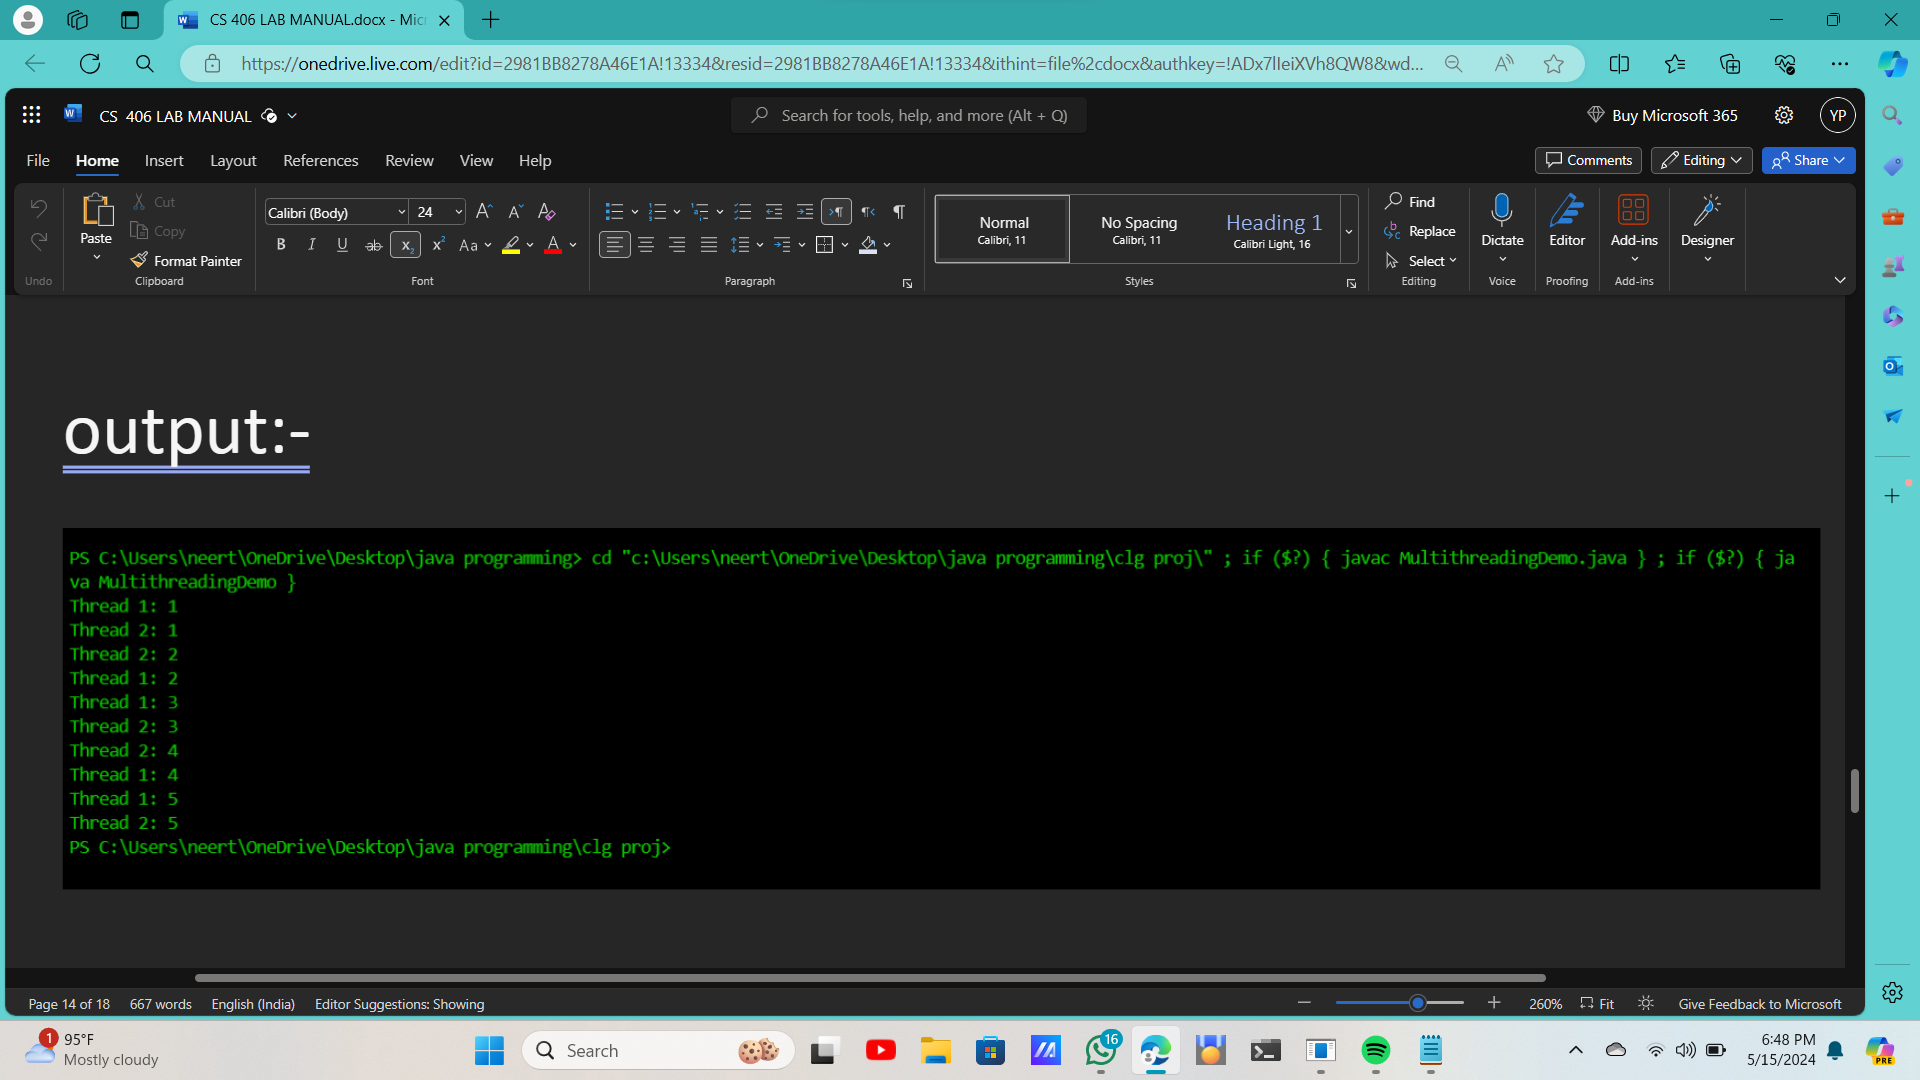 CS 406 LAB MANUAL.docx - Mic
https://onedrive.live.com/edit?id=2981BB8278A46E1A!13334&resid=2981BB8278A46E1A!13334&ithint=file%2cdocx&authkey=!ADx7lIeiXVh8QW8&wd...
CS 406 LAB MANUAL
Search for tools, help, and more (Alt + Q)
Buy Microsoft 365
YP
File Home Insert Layout References Review View Help
Comments Editing Share
Paste Cut Copy Format Painter
Calibri (Body) 24
Normal
Calibri, 11
No Spacing
Calibri, 11
Heading 1
Calibri Light, 16
Find
Replace
Select
Dictate Editor Add-ins Designer
Undo Clipboard Font Paragraph Styles Editing Voice Proofing Add-ins
output:-
PS C:\Users\neert\OneDrive\Desktop\java programming> cd "c:\Users\neert\OneDrive\Desktop\java programming\clg proj\" ; if ($?) { javac MultithreadingDemo.java } ; if ($?) { ja
va MultithreadingDemo }
Thread 1: 1
Thread 2: 1
Thread 2: 2
Thread 1: 2
Thread 1: 3
Thread 2: 3
Thread 2: 4
Thread 1: 4
Thread 1: 5
Thread 2: 5
PS C:\Users\neert\OneDrive\Desktop\java programming\clg proj>
Page 14 of 18 667 words English (India) Editor Suggestions: Showing 260% Fit Give Feedback to Microsoft
1
95°F
Mostly cloudy
Search
16
6:48 PM
5/15/2024
PRE